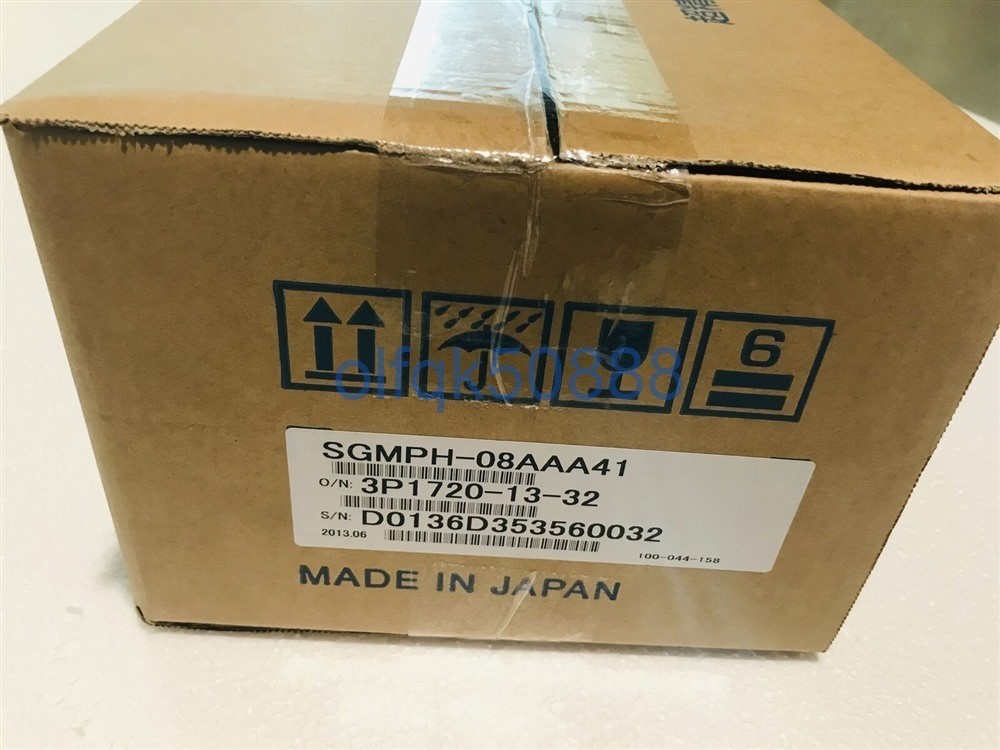 6
olfqk50888
SGMPH-08AAA41
O/N: 3P1720-13-32
S/N: D0136D353560032
2013.06
100-044-158
MADE IN JAPAN